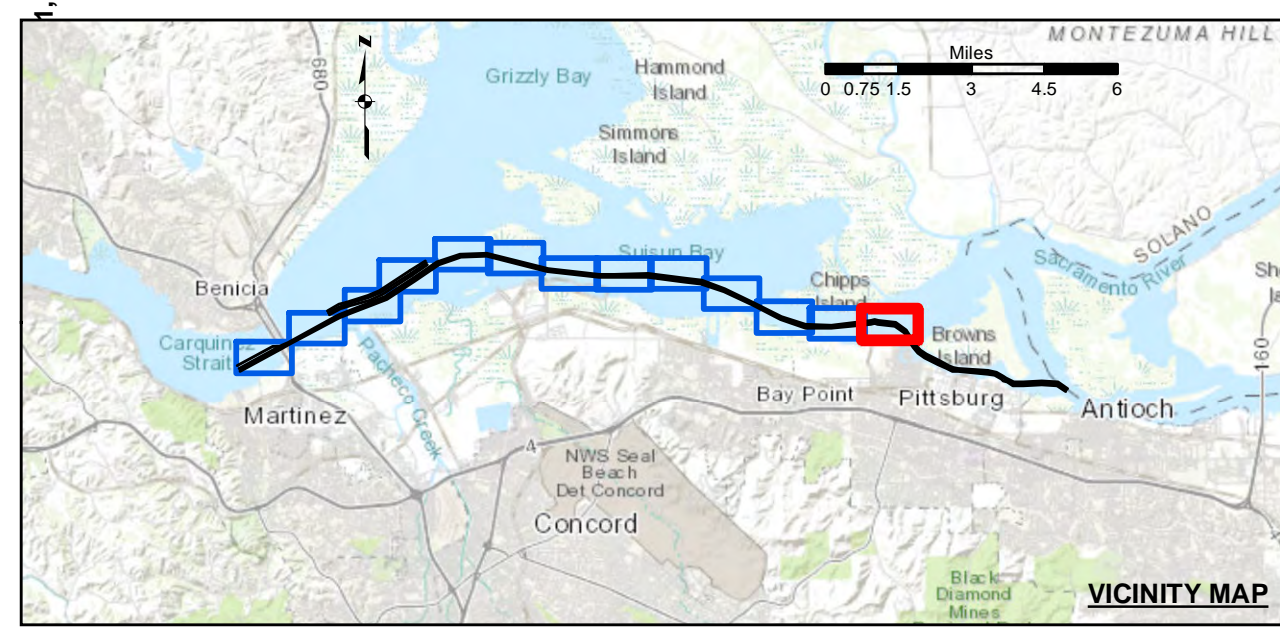 1,
MONTEZUMA HILL
Miles
0 0.75 1.5 3 4.5 6
N
680
Grizzly Bay
Hammond
Island
Simmons
Island
SOLANO
Suisun Bay
Sacramento River
Chipps
Island
Benicia
Carquinez
Strait
Browns
Island
160
Pacheco Creek
Bay Point
Pittsburg
Martinez
Antioch
4
NWS Seal
Beach
Det Concord
Concord
Black
Diamond
Mines
VICINITY MAP